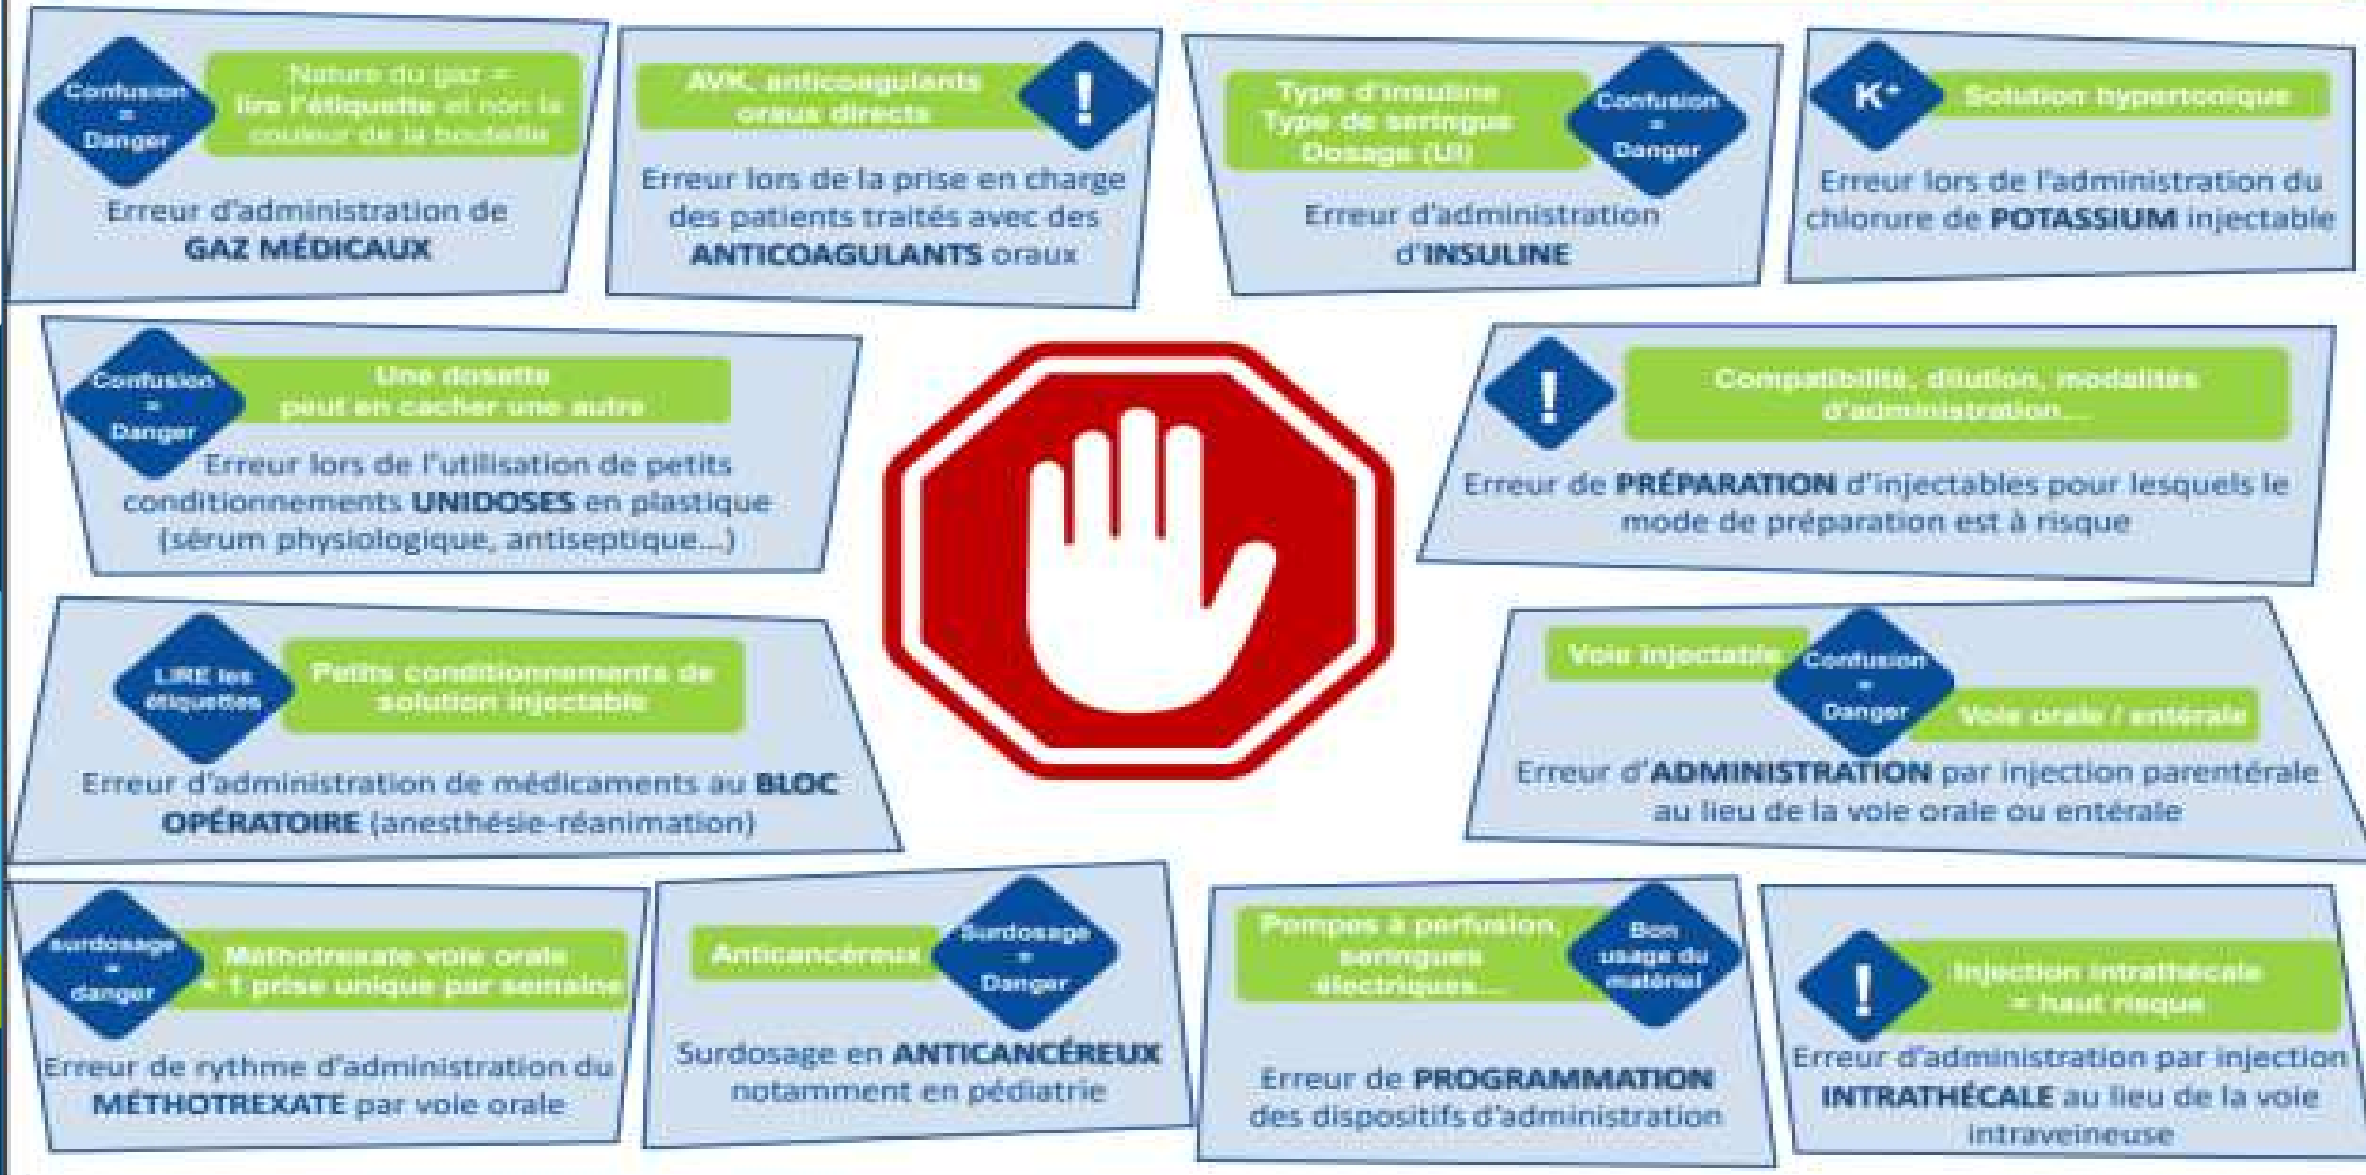 Confusion
=
Danger
Nature du gaz =
lire l'étiquette et non la
couleur de la bouteille
Erreur d'administration de
GAZ MÉDICAUX
AVK, anticoagulants
oraux directs
!
Erreur lors de la prise en charge
des patients traités avec des
ANTICOAGULANTS oraux
Type d'insuline
Type de seringue
Dosage (UI)
Confusion
=
Danger
Erreur d'administration
d'INSULINE
K+
Solution hypertonique
Erreur lors de l'administration du
chlorure de POTASSIUM injectable
Confusion
=
Danger
Une dosette
peut en cacher une autre
Erreur lors de l'utilisation de petits
conditionnements UNIDOSES en plastique
(sérum physiologique, antiseptique...)
!
Compatibilité, dilution, modalités
d'administration...
Erreur de PRÉPARATION d'injectables pour lesquels le
mode de préparation est à risque
LIRE les
étiquettes
Petits conditionnements de
solution injectable
Erreur d'administration de médicaments au BLOC
OPÉRATOIRE (anesthésie-réanimation)
Voie injectable
Confusion
=
Danger
Voie orale / entérale
Erreur d'ADMINISTRATION par injection parentérale
au lieu de la voie orale ou entérale
surdosage
=
danger
Méthotrexate voie orale
= 1 prise unique par semaine
Erreur de rythme d'administration du
MÉTHOTREXATE par voie orale
Anticancéreux
Surdosage
=
Danger
Surdosage en ANTICANCÉREUX
notamment en pédiatrie
Pompes à perfusion,
seringues
électriques...
Bon
usage du
matériel
Erreur de PROGRAMMATION
des dispositifs d'administration
!
Injection intrathécale
= haut risque
Erreur d'administration par injection
INTRATHÉCALE au lieu de la voie
intraveineuse